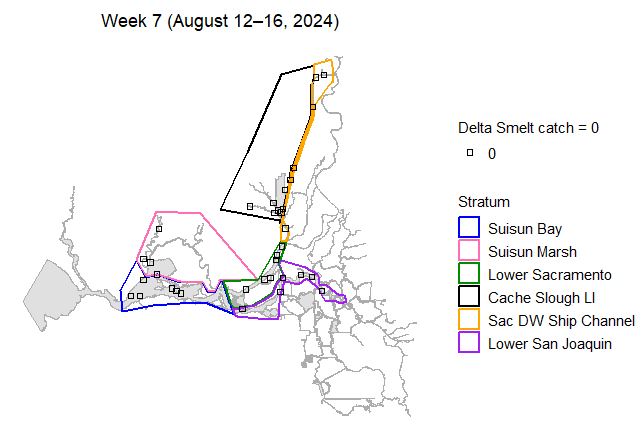 Week 7 (August 12–16, 2024)
Delta Smelt catch = 0
0
Stratum
Suisun Bay
Suisun Marsh
Lower Sacramento
Cache Slough LI
Sac DW Ship Channel
Lower San Joaquin